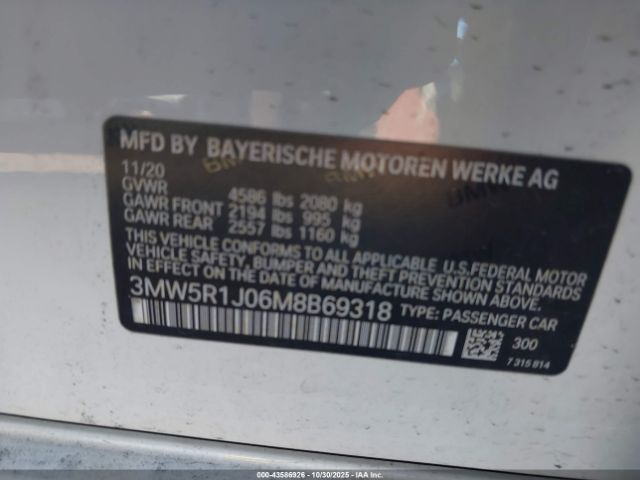 MFD BY BAYERISCHE MOTOREN WERKE AG
11/20
GVWR 4586 lbs 2080 kg
GAWR FRONT 2194 lbs 995 kg
GAWR REAR 2557 lbs 1160 kg
THIS VEHICLE CONFORMS TO ALL APPLICABLE U.S.FEDERAL MOTOR
VEHICLE SAFETY, BUMPER AND THEFT PREVENTION STANDARDS IN
EFFECT ON THE DATE OF MANUFACTURE SHOWN ABOVE.
3MW5R1J06M8B69318 TYPE: PASSENGER CAR
300
7 315 814
000-43586926 - 10/30/2025 - IAAI.COM